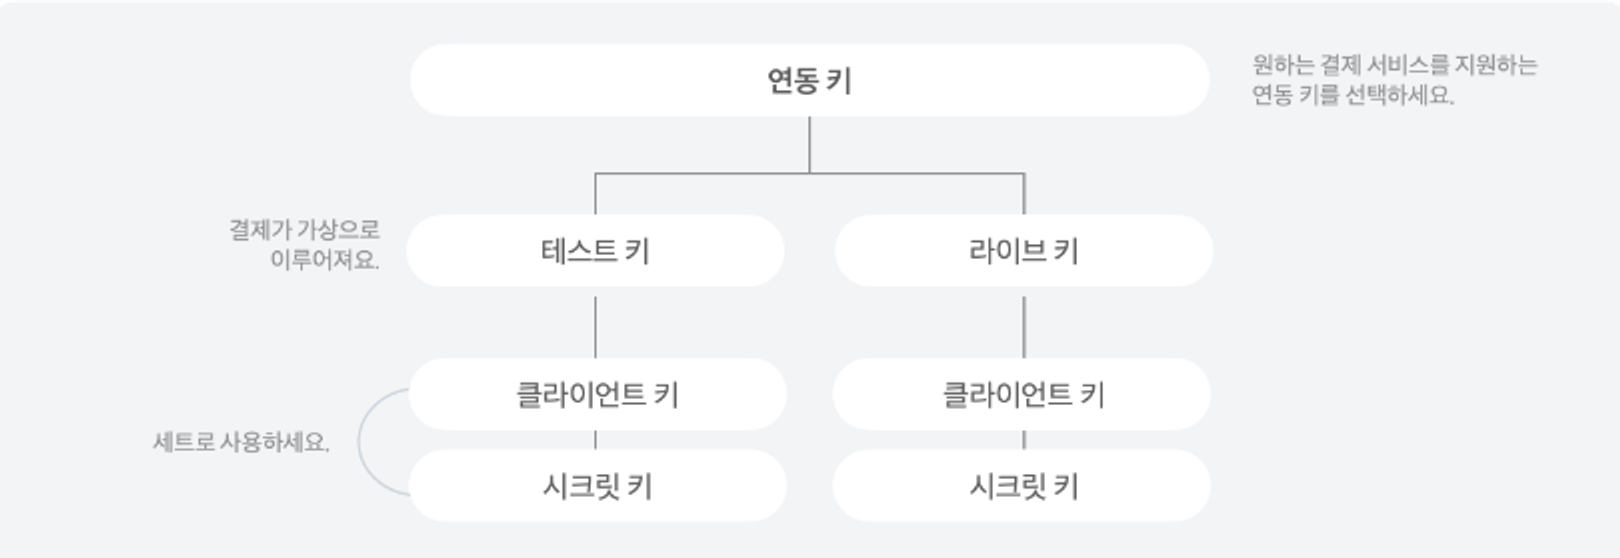 연동 키
원하는 결제 서비스를 지원하는
연동 키를 선택하세요.
결제가 가상으로
이루어져요.
테스트 키
라이브 키
클라이언트 키
클라이언트 키
세트로 사용하세요.
시크릿 키
시크릿 키